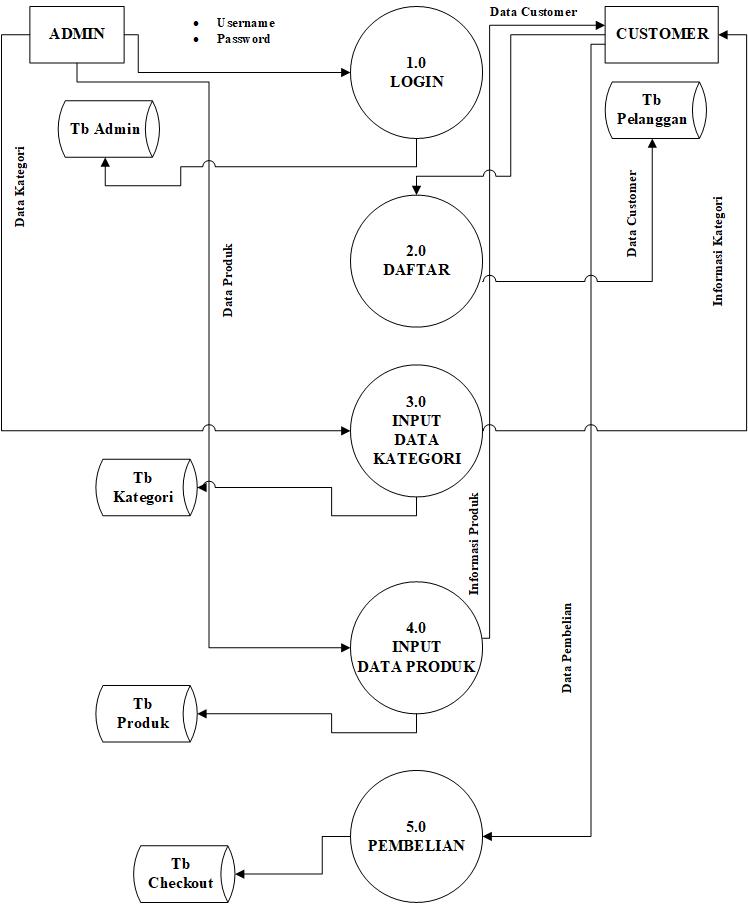 Data Customer
ADMIN
• Username
• Password
CUSTOMER
1.0
LOGIN
Tb Admin
Tb
Pelanggan
Data Kategori
Data Customer
Informasi Kategori
Data Produk
2.0
DAFTAR
3.0
INPUT
DATA
KATEGORI
Tb
Kategori
Informasi Produk
4.0
INPUT
DATA PRODUK
Data Pembelian
Tb
Produk
5.0
PEMBELIAN
Tb
Checkout